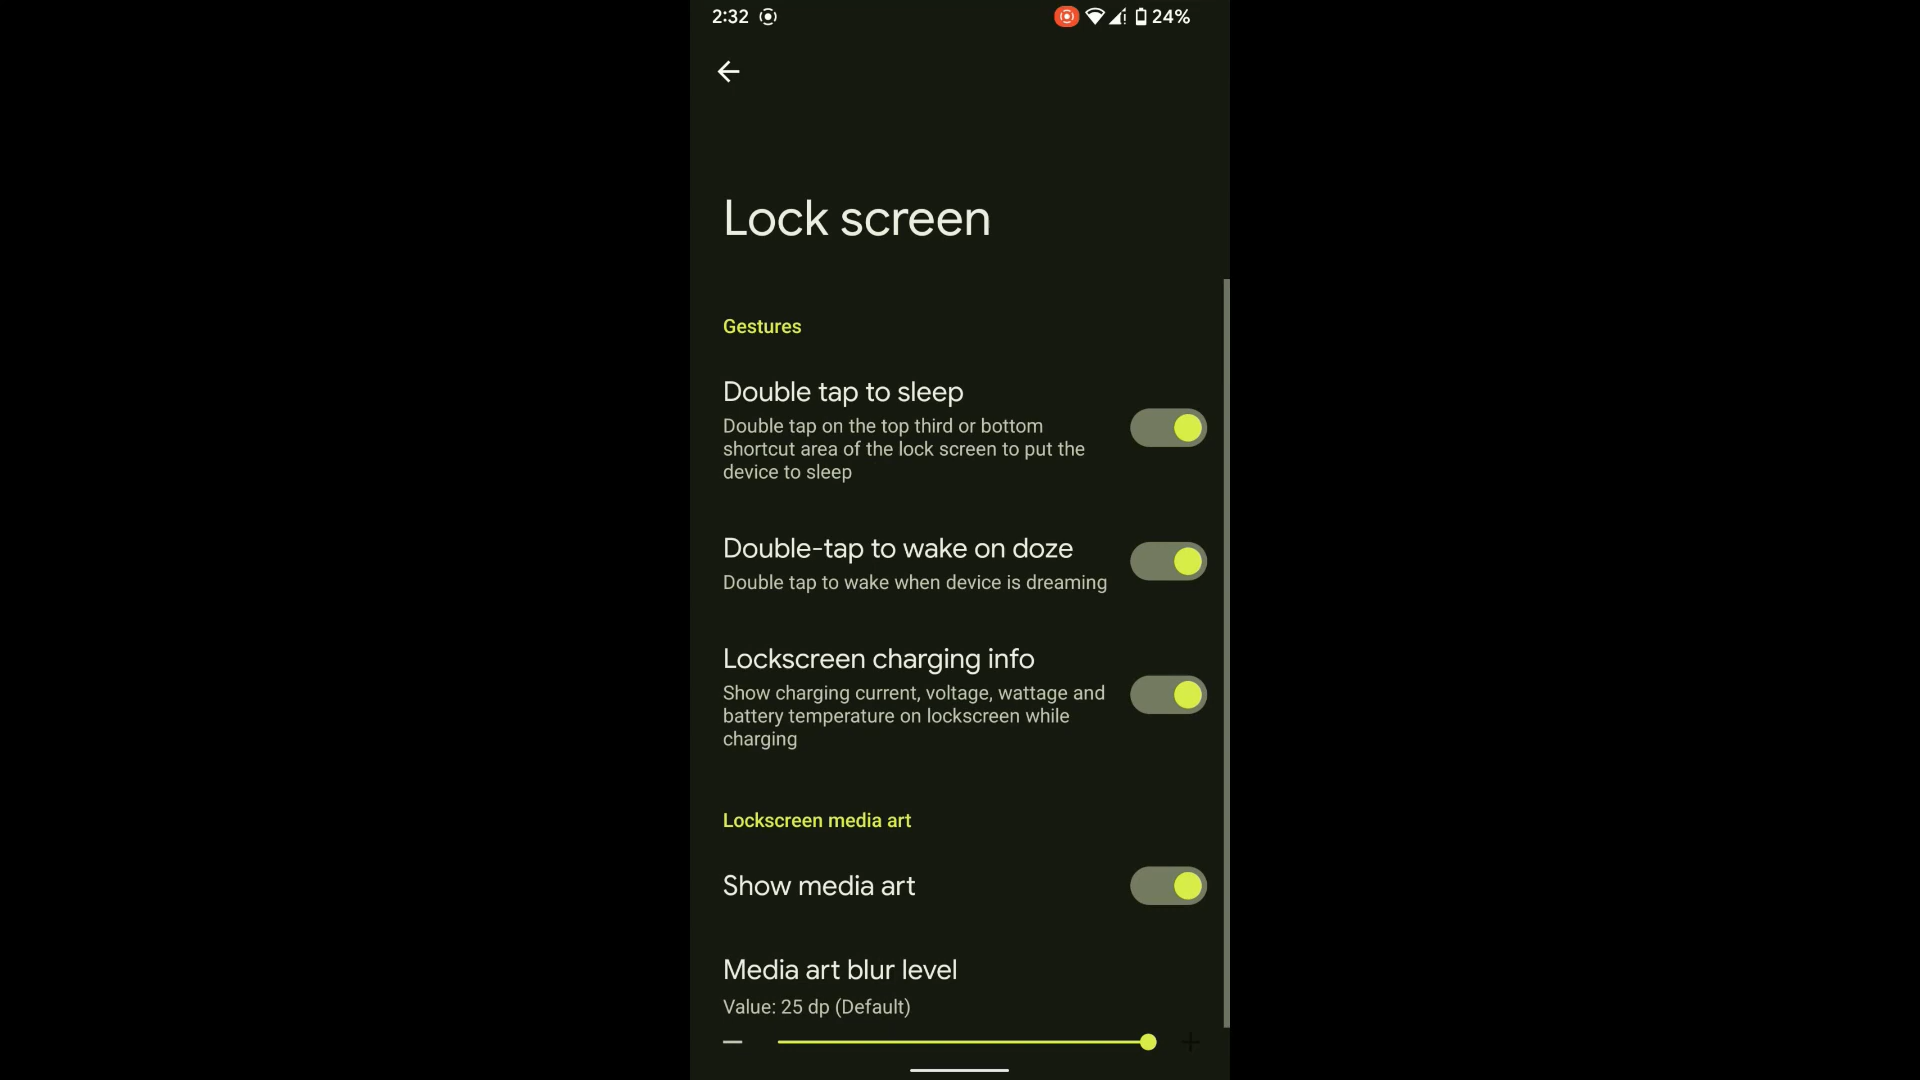 2:32
24%
Lock screen
Gestures
Double tap to sleep
Double tap on the top third or bottom
shortcut area of the lock screen to put the
device to sleep
Double-tap to wake on doze
Double tap to wake when device is dreaming
Lockscreen charging info
Show charging current, voltage, wattage and
battery temperature on lockscreen while
charging
Lockscreen media art
Show media art
Media art blur level
Value: 25 dp (Default)